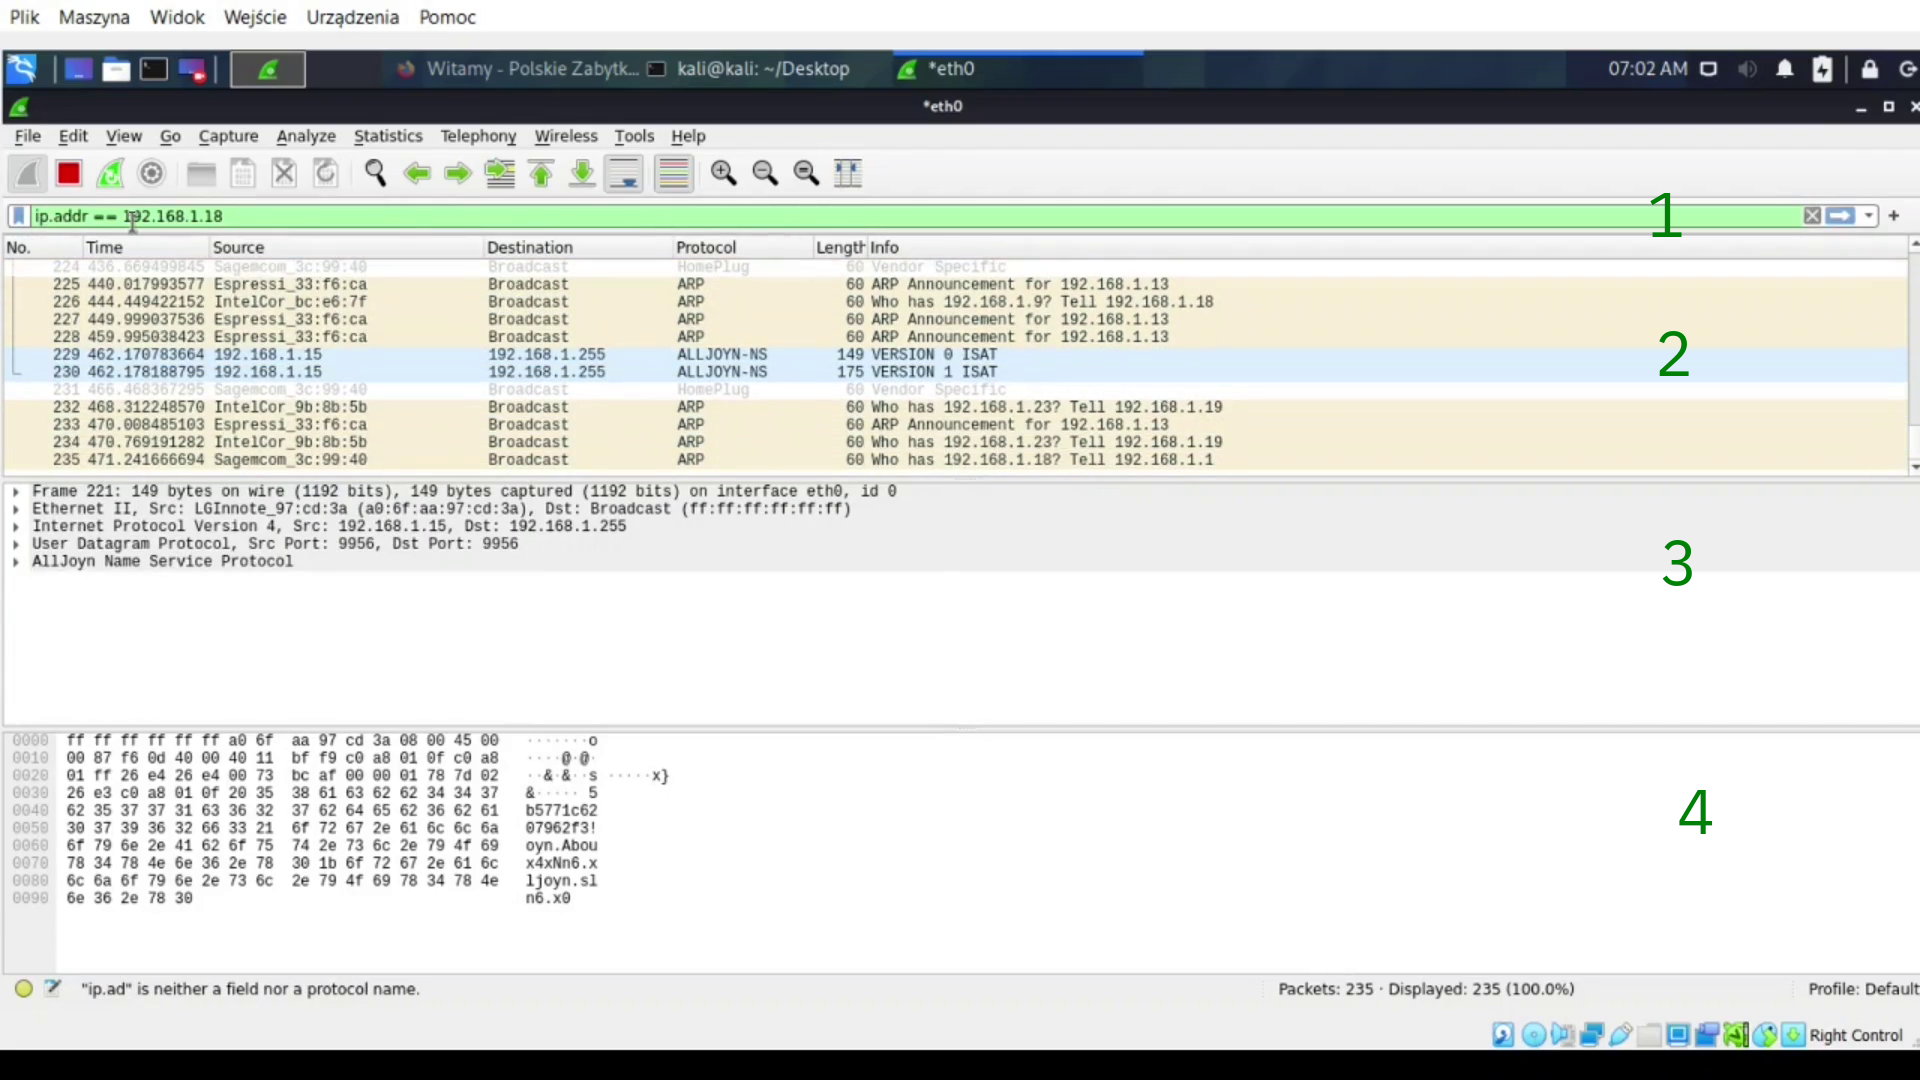 Plik Maszyna Widok Wejście Urządzenia Pomoc
Witamy - Polskie Zabytk... kali@kali: ~/Desktop *eth0 07:02 AM
*eth0
File Edit View Go Capture Analyze Statistics Telephony Wireless Tools Help
ip.addr == 192.168.1.18 1
No. Time Source Destination Protocol Length Info
224 436.669499845 Sagemcom_3c:99:40 Broadcast HomePlug 60 Vendor Specific
225 440.017993577 Espressi_33:f6:ca Broadcast ARP 60 ARP Announcement for 192.168.1.13
226 444.449422152 IntelCor_bc:e6:7f Broadcast ARP 60 Who has 192.168.1.9? Tell 192.168.1.18
227 449.999037536 Espressi_33:f6:ca Broadcast ARP 60 ARP Announcement for 192.168.1.13
228 459.995038423 Espressi_33:f6:ca Broadcast ARP 60 ARP Announcement for 192.168.1.13
229 462.170783664 192.168.1.15 192.168.1.255 ALLJOYN-NS 149 VERSION 0 ISAT 2
230 462.178188795 192.168.1.15 192.168.1.255 ALLJOYN-NS 175 VERSION 1 ISAT
231 466.468367295 Sagemcom_3c:99:40 Broadcast HomePlug 60 Vendor Specific
232 468.312248570 IntelCor_9b:8b:5b Broadcast ARP 60 Who has 192.168.1.23? Tell 192.168.1.19
233 470.008485103 Espressi_33:f6:ca Broadcast ARP 60 ARP Announcement for 192.168.1.13
234 470.769191282 IntelCor_9b:8b:5b Broadcast ARP 60 Who has 192.168.1.23? Tell 192.168.1.19
235 471.241666694 Sagemcom_3c:99:40 Broadcast ARP 60 Who has 192.168.1.18? Tell 192.168.1.1
Frame 221: 149 bytes on wire (1192 bits), 149 bytes captured (1192 bits) on interface eth0, id 0
Ethernet II, Src: LGInnote_97:cd:3a (a0:6f:aa:97:cd:3a), Dst: Broadcast (ff:ff:ff:ff:ff:ff)
Internet Protocol Version 4, Src: 192.168.1.15, Dst: 192.168.1.255
User Datagram Protocol, Src Port: 9956, Dst Port: 9956
AllJoyn Name Service Protocol 3
0000 ff ff ff ff ff ff a0 6f aa 97 cd 3a 08 00 45 00 ·······o
0010 00 87 f6 0d 40 00 40 11 bf f9 c0 a8 01 0f c0 a8 ····@·@·
0020 01 ff 26 e4 26 e4 00 73 bc af 00 00 01 78 7d 02 ··&·&··s ·····x}
0030 26 e3 c0 a8 01 0f 20 35 38 61 63 62 62 34 34 37 &····· 5
0040 62 35 37 37 31 63 36 32 37 62 64 65 62 36 62 61 b5771c62
0050 30 37 39 36 32 66 33 21 6f 72 67 2e 61 6c 6c 6a 07962f3!
0060 6f 79 6e 2e 41 62 6f 75 74 2e 73 6c 2e 79 4f 69 oyn.Abou
0070 78 34 78 4e 6e 36 2e 78 30 1b 6f 72 67 2e 61 6c x4xNn6.x
0080 6c 6a 6f 79 6e 2e 73 6c 2e 79 4f 69 78 34 78 4e ljoyn.sl
0090 6e 36 2e 78 30 n6.x0
4
"ip.ad" is neither a field nor a protocol name. Packets: 235 · Displayed: 235 (100.0%) Profile: Default
Right Control